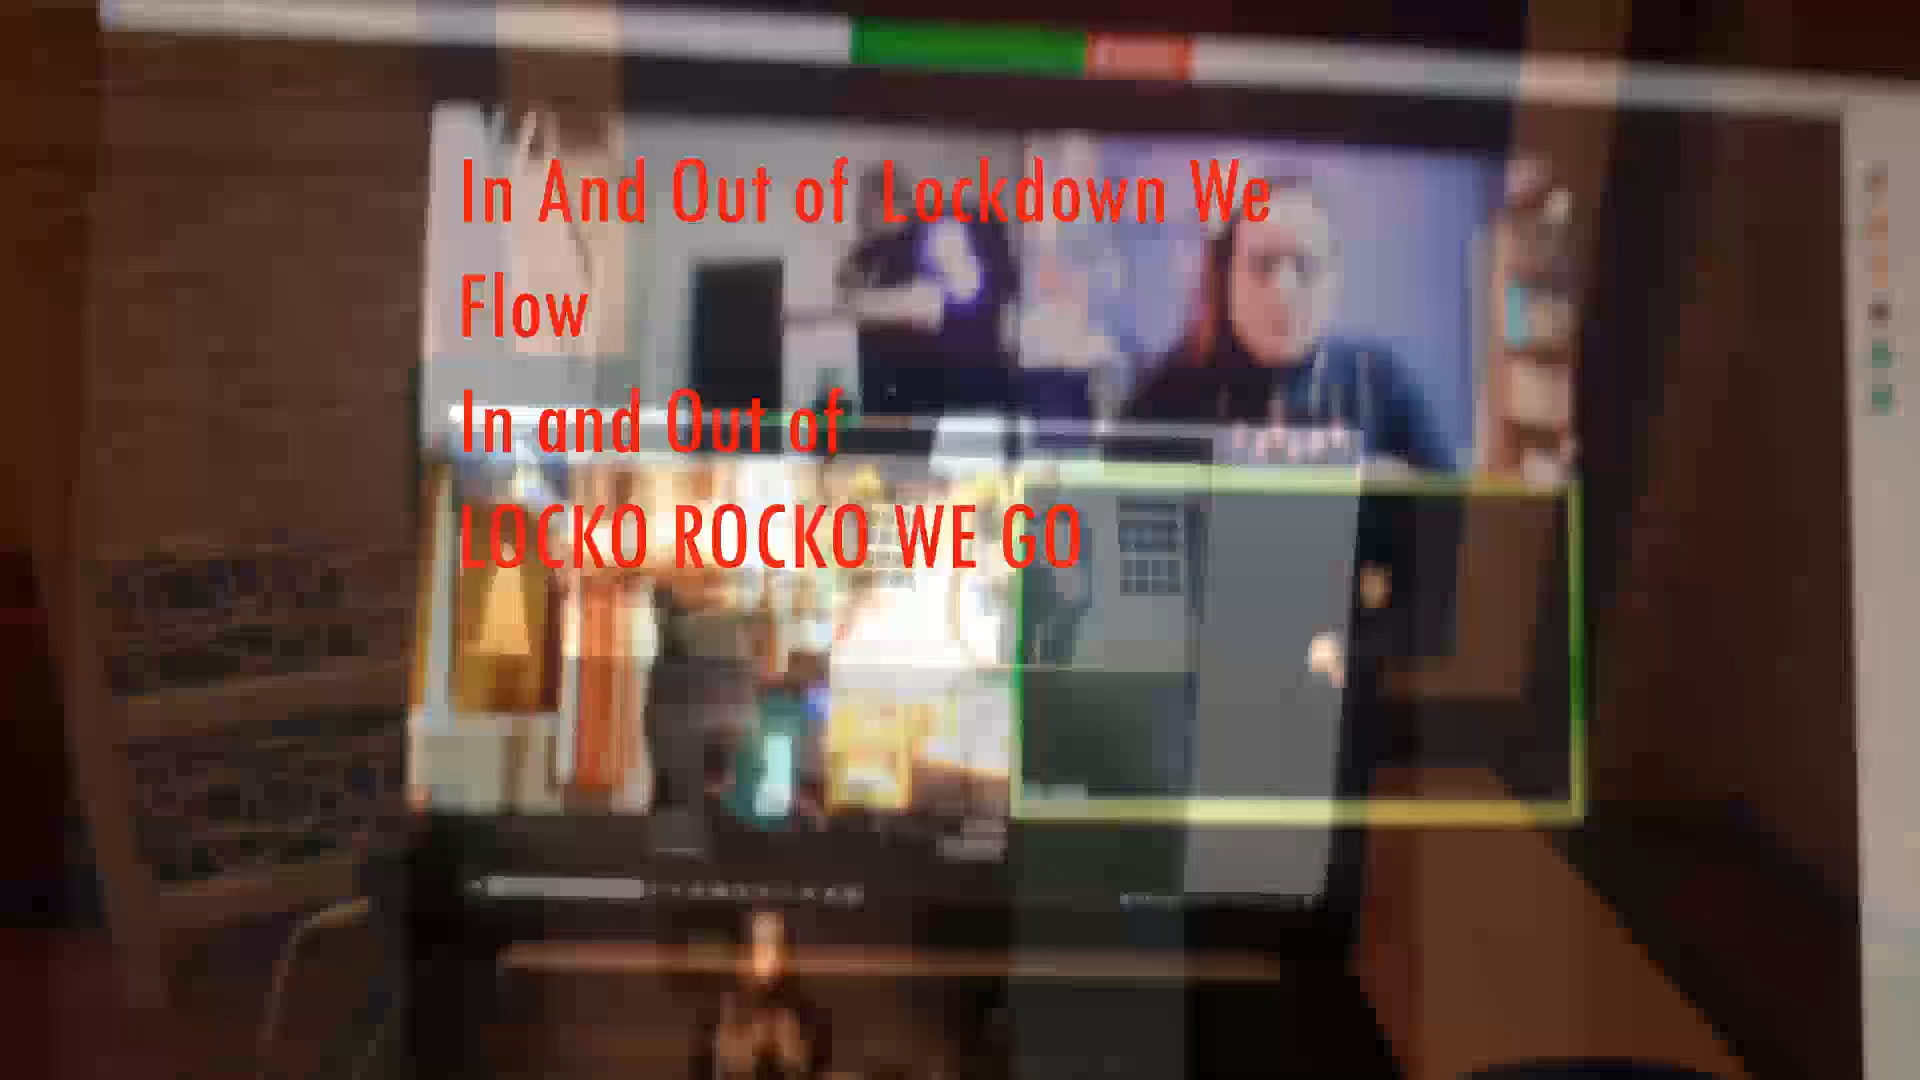 In And Out of Lockdown We
Flow
In and Out of
LOCKO ROCKO WE GO